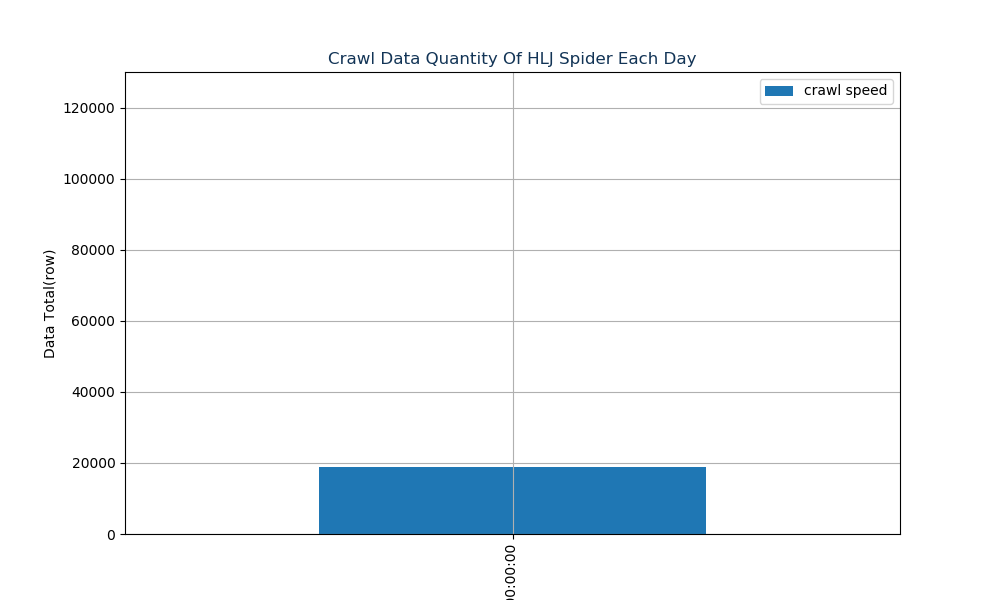 Crawl Data Quantity Of HLJ Spider Each Day
crawl speed
120000
100000
80000
60000
40000
20000
0
Data Total(row)
00:00:00